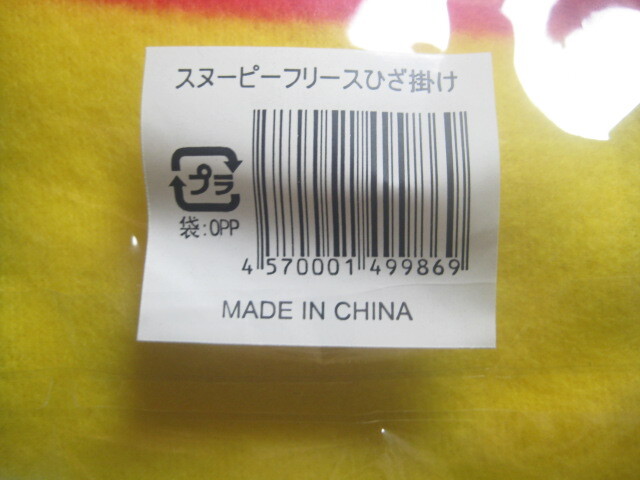 スヌーピーフリースひざ掛け
プラ
袋:OPP
4 570001 499869
MADE IN CHINA